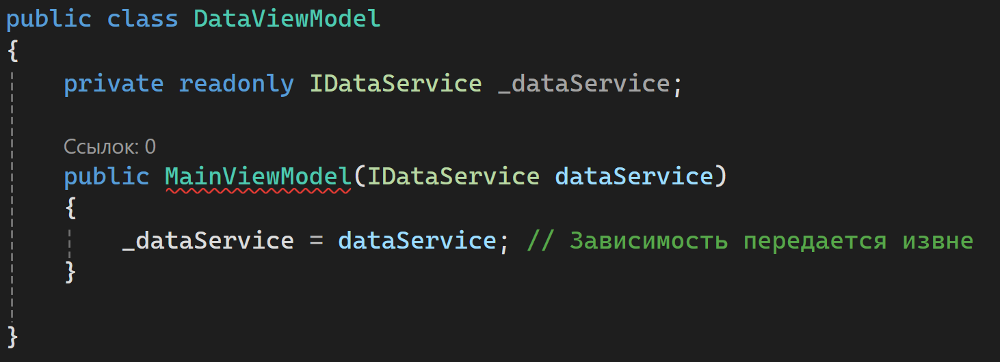 public class DataViewModel
{
private readonly IDataService _dataService;
Ссылок: 0
public MainViewModel(IDataService dataService)
{
_dataService = dataService; // Зависимость передается извне
}
}